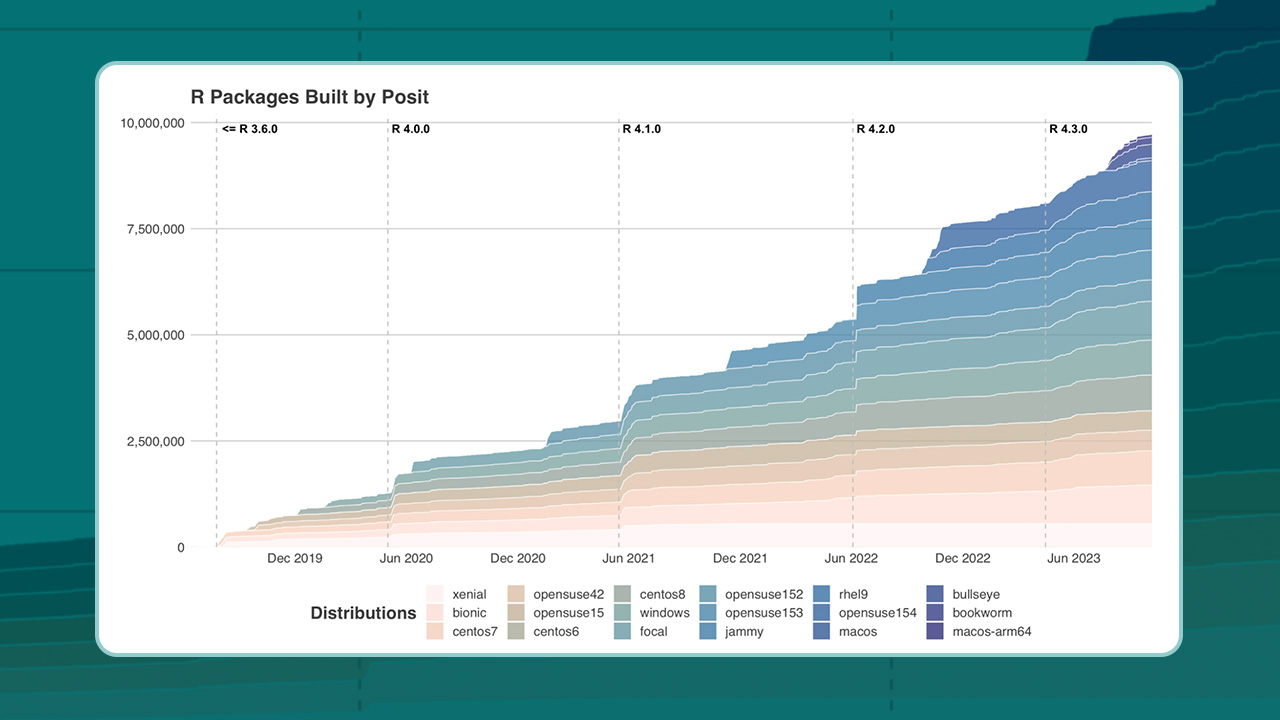 R Packages Built by Posit
10,000,000
<= R 3.6.0 R 4.0.0 R 4.1.0 R 4.2.0 R 4.3.0
7,500,000
5,000,000
2,500,000
0
Dec 2019 Jun 2020 Dec 2020 Jun 2021 Dec 2021 Jun 2022 Dec 2022 Jun 2023
xenial opensuse42 centos8 opensuse152 rhel9 bullseye
Distributions bionic opensuse15 windows opensuse153 opensuse154 bookworm
centos7 centos6 focal jammy macos macos-arm64